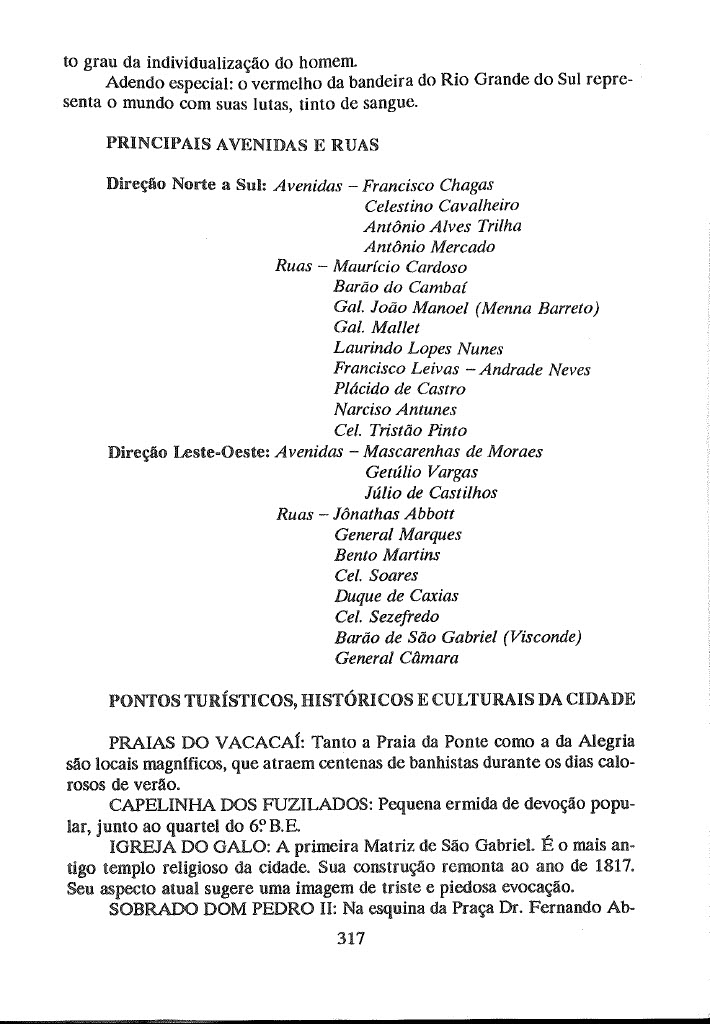 to grau da individualização do homem.
Adendo especial: o vermelho da bandeira do Rio Grande do Sul repre-
senta o mundo com suas lutas, tinto de sangue.
PRINCIPAIS AVENIDAS E RUAS
Direção Norte a Sul: Avenidas – Francisco Chagas
Celestino Cavalheiro
Antônio Alves Trilha
Antônio Mercado
Ruas – Maurício Cardoso
Barão do Cambaí
Gal. João Manoel (Menna Barreto)
Gal. Mallet
Laurindo Lopes Nunes
Francisco Leivas – Andrade Neves
Plácido de Castro
Narciso Antunes
Cel. Tristão Pinto
Direção Leste-Oeste: Avenidas – Mascarenhas de Moraes
Getúlio Vargas
Júlio de Castilhos
Ruas – Jônathas Abbott
General Marques
Bento Martins
Cel. Soares
Duque de Caxias
Cel. Sezefredo
Barão de São Gabriel (Visconde)
General Câmara
PONTOS TURÍSTICOS, HISTÓRICOS E CULTURAIS DA CIDADE
PRAIAS DO VACACAÍ: Tanto a Praia da Ponte como a da Alegria
são locais magníficos, que atraem centenas de banhistas durante os dias calo-
rosos de verão.
CAPELINHA DOS FUZILADOS: Pequena ermida de devoção popu-
lar, junto ao quartel do 6º B.E.
IGREJA DO GALO: A primeira Matriz de São Gabriel. É o mais an-
tigo templo religioso da cidade. Sua construção remonta ao ano de 1817.
Seu aspecto atual sugere uma imagem de triste e piedosa evocação.
SOBRADO DOM PEDRO II: Na esquina da Praça Dr. Fernando Ab-
317